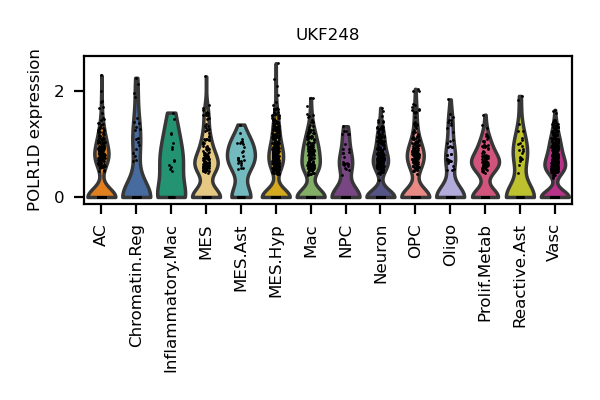 UKF248
POLR1D expression
2
0
AC
Chromatin.Reg
Inflammatory.Mac
MES
MES.Ast
MES.Hyp
Mac
NPC
Neuron
OPC
Oligo
Prolif.Metab
Reactive.Ast
Vasc